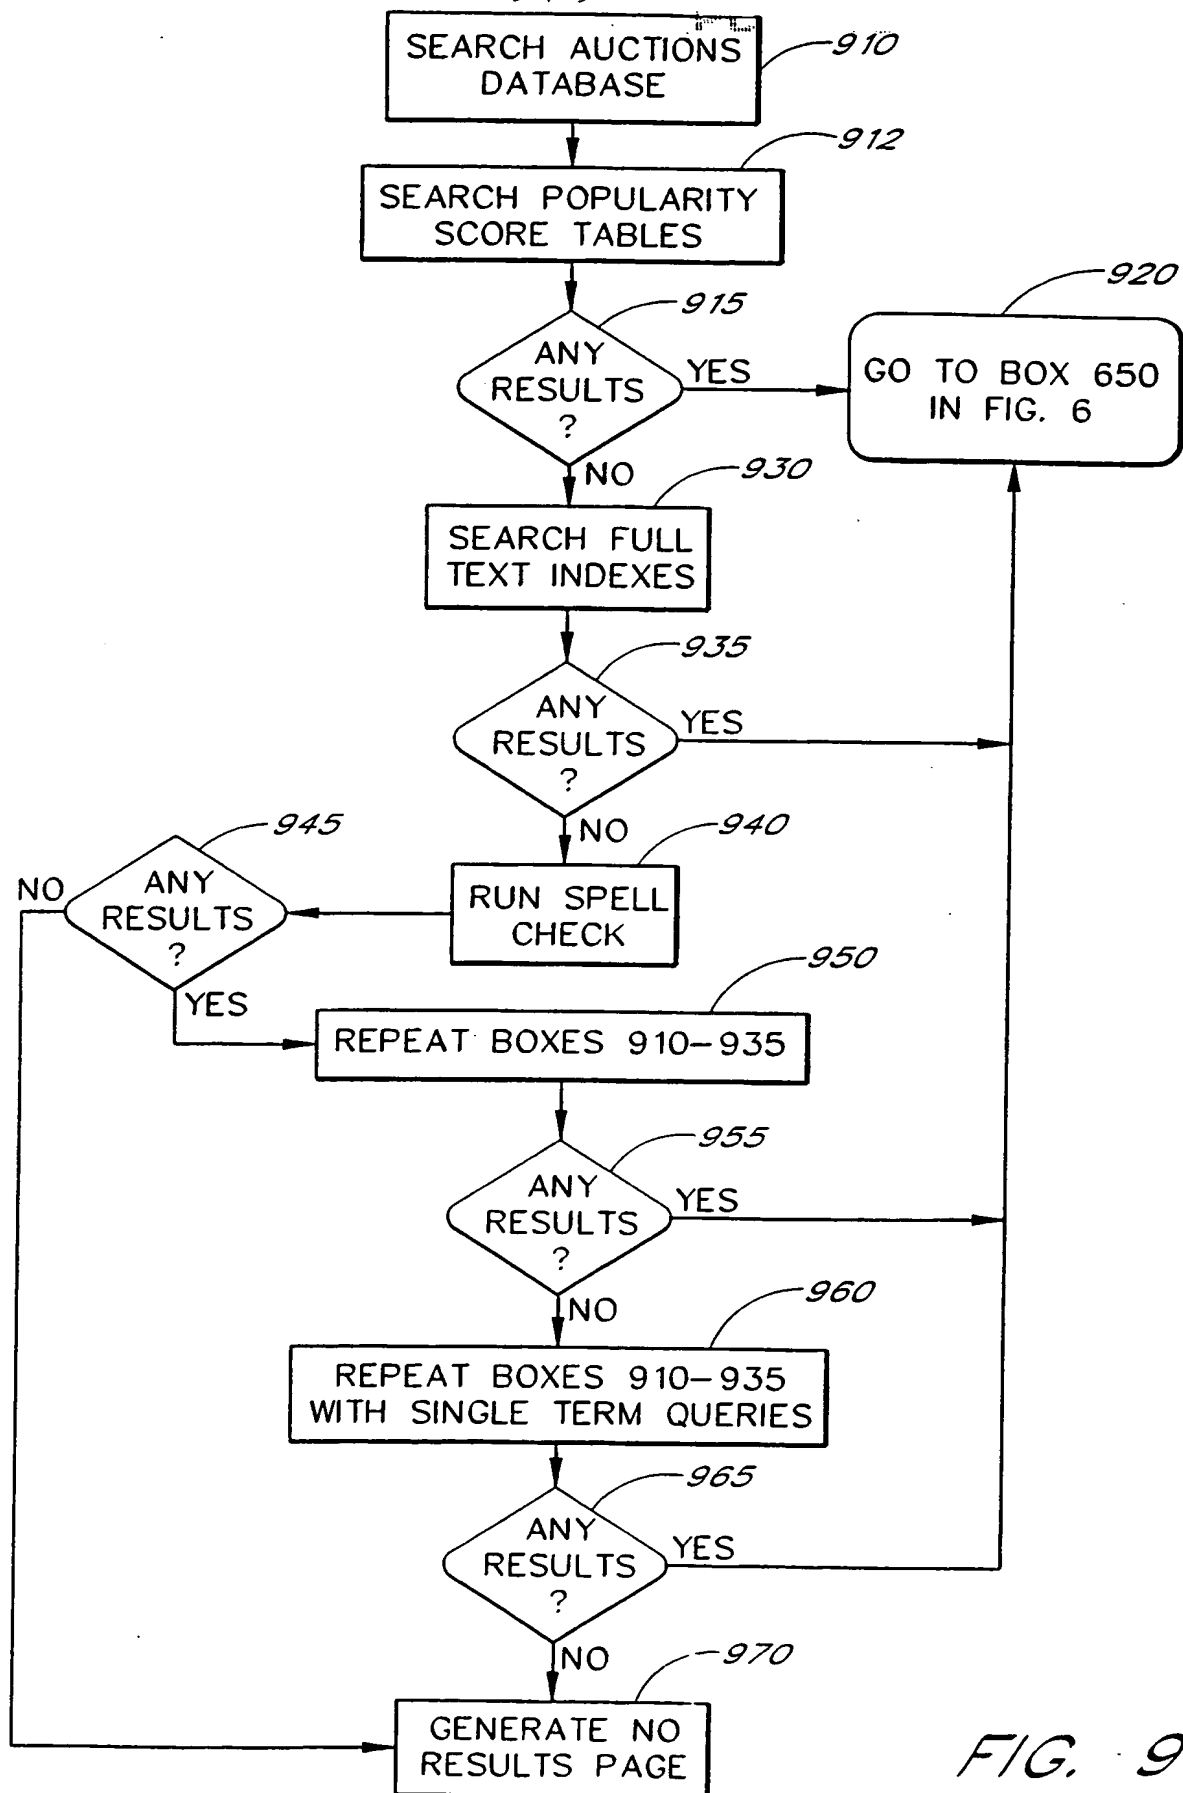 SEARCH AUCTIONS
DATABASE
910
912
SEARCH POPULARITY
SCORE TABLES
915
920
ANY
RESULTS
?
YES
GO TO BOX 650
IN FIG. 6
NO
930
SEARCH FULL
TEXT INDEXES
935
ANY
RESULTS
?
YES
NO
940
945
RUN SPELL
CHECK
NO
ANY
RESULTS
?
YES
950
REPEAT BOXES 910-935
955
ANY
RESULTS
?
YES
NO
960
REPEAT BOXES 910-935
WITH SINGLE TERM QUERIES
965
ANY
RESULTS
?
YES
NO
970
GENERATE NO
RESULTS PAGE
FIG. 9